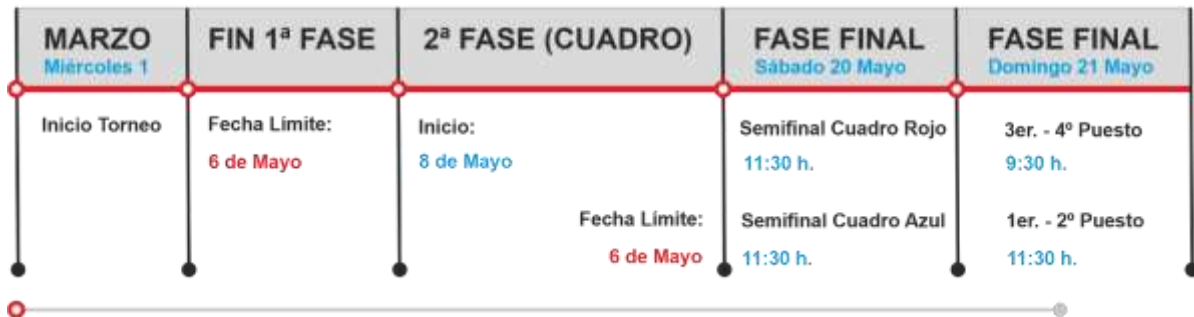 MARZO
Miércoles 1
Inicio Torneo
FIN 1ª FASE
Fecha Limite:
6 de Mayo
2ª FASE (CUADRO)
Inicio:
8 de Mayo
Fecha Limite:
6 de Mayo
FASE FINAL
Sábado 20 Mayo
Semifinal Cuadro Rojo
11:30 h.
Semifinal Cuadro Azul
11:30 h.
FASE FINAL
Domingo 21 Mayo
3er. - 4º Puesto
9:30 h.
1er. - 2º Puesto
11:30 h.